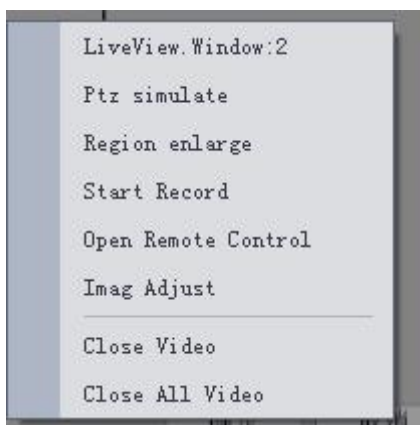 LiveView.Window:2
Ptz simulate
Region enlarge
Start Record
Open Remote Control
Imag Adjust
Close Video
Close All Video